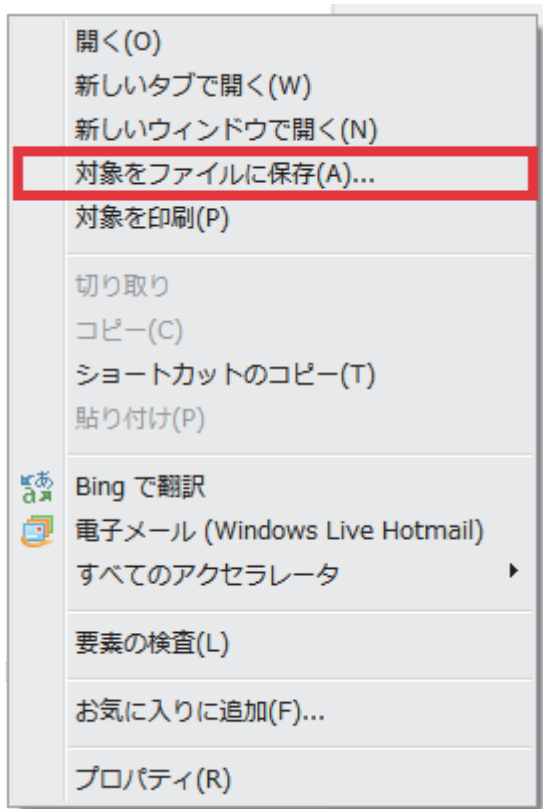 開く(O)
新しいタブで開く(W)
新しいウィンドウで開く(N)
対象をファイルに保存(A)...
対象を印刷(P)
切り取り
コピー(C)
ショートカットのコピー(T)
貼り付け(P)
Bing で翻訳
電子メール (Windows Live Hotmail)
すべてのアクセラレータ
要素の検査(L)
お気に入りに追加(F)...
プロパティ(R)